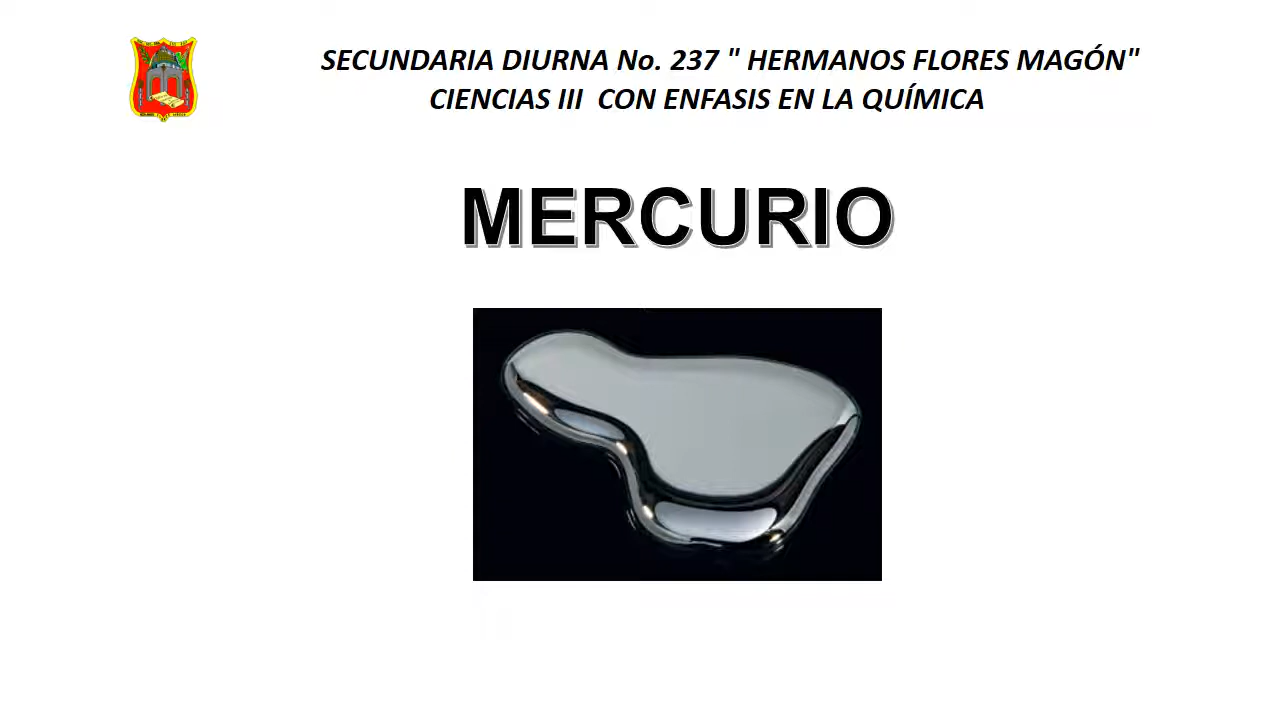 SECUNDARIA DIURNA No. 237 " HERMANOS FLORES MAGÓN"
CIENCIAS III CON ENFASIS EN LA QUÍMICA
MERCURIO